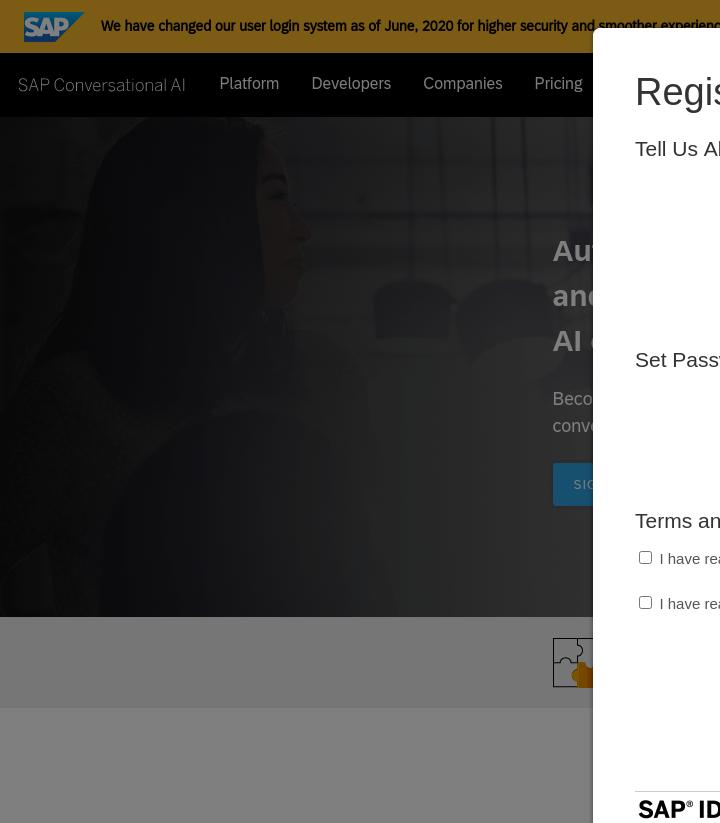 SAP We have changed our user login system as of June, 2020 for higher security and smoother
SAP Conversational AI Platform Developers Companies Pricing
Regis
Tell Us Al
Au
and
AI
Set Passw
Beco
conve
SIG
Terms an
I have rea
I have rea
SAP® ID